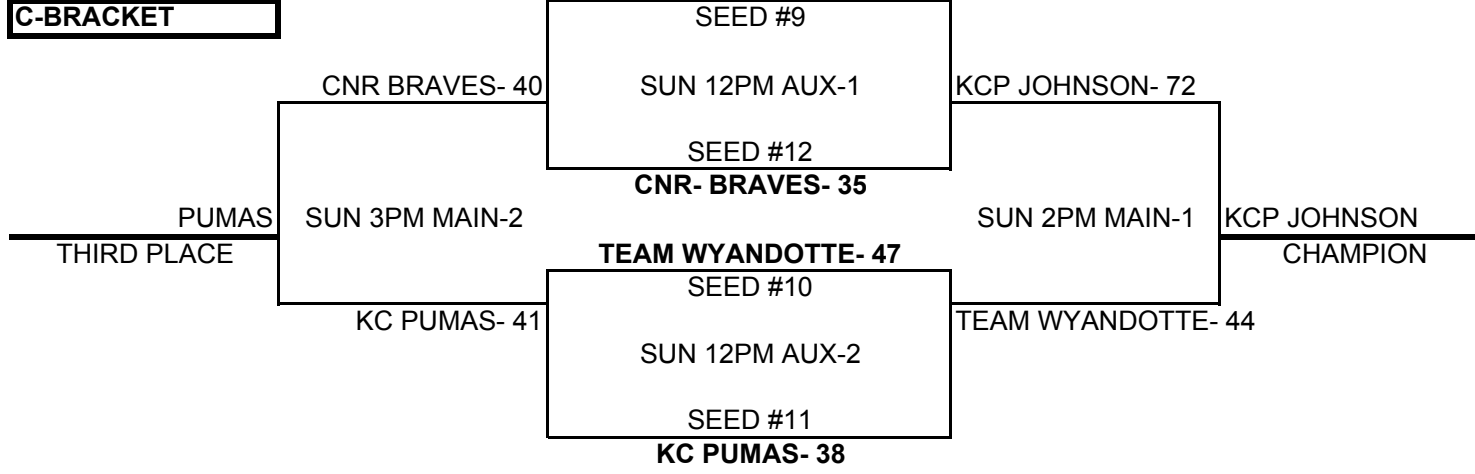 C-BRACKET
SEED #9
CNR BRAVES- 40
SUN 12PM AUX-1
KCP JOHNSON- 72
SEED #12
CNR- BRAVES- 35
PUMAS
SUN 3PM MAIN-2
SUN 2PM MAIN-1
KCP JOHNSON
THIRD PLACE
TEAM WYANDOTTE- 47
CHAMPION
SEED #10
KC PUMAS- 41
TEAM WYANDOTTE- 44
SUN 12PM AUX-2
SEED #11
KC PUMAS- 38